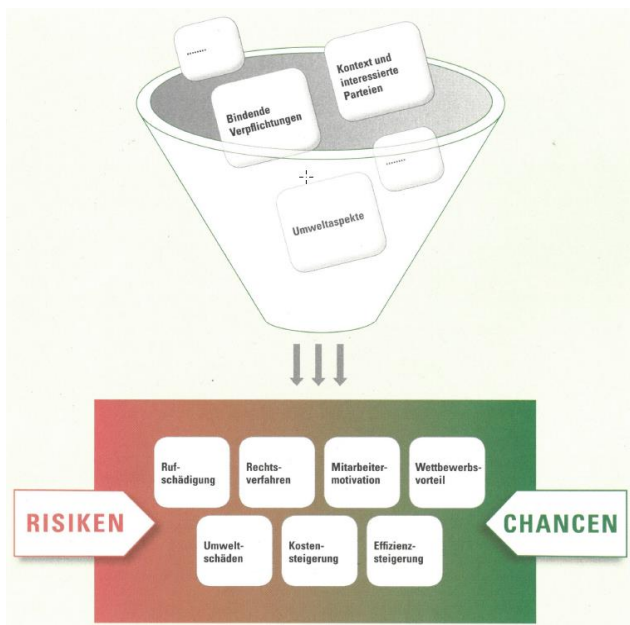 ........
Kontext und
interessierte
Parteien
Bindende
Verpflichtungen
........
Umweltaspekte
Ruf-
schädigung
Rechts-
verfahren
Mitarbeiter-
motivation
Wettbewerbs-
vorteil
RISIKEN
CHANCEN
Umwelt-
schäden
Kosten-
steigerung
Effizienz-
steigerung